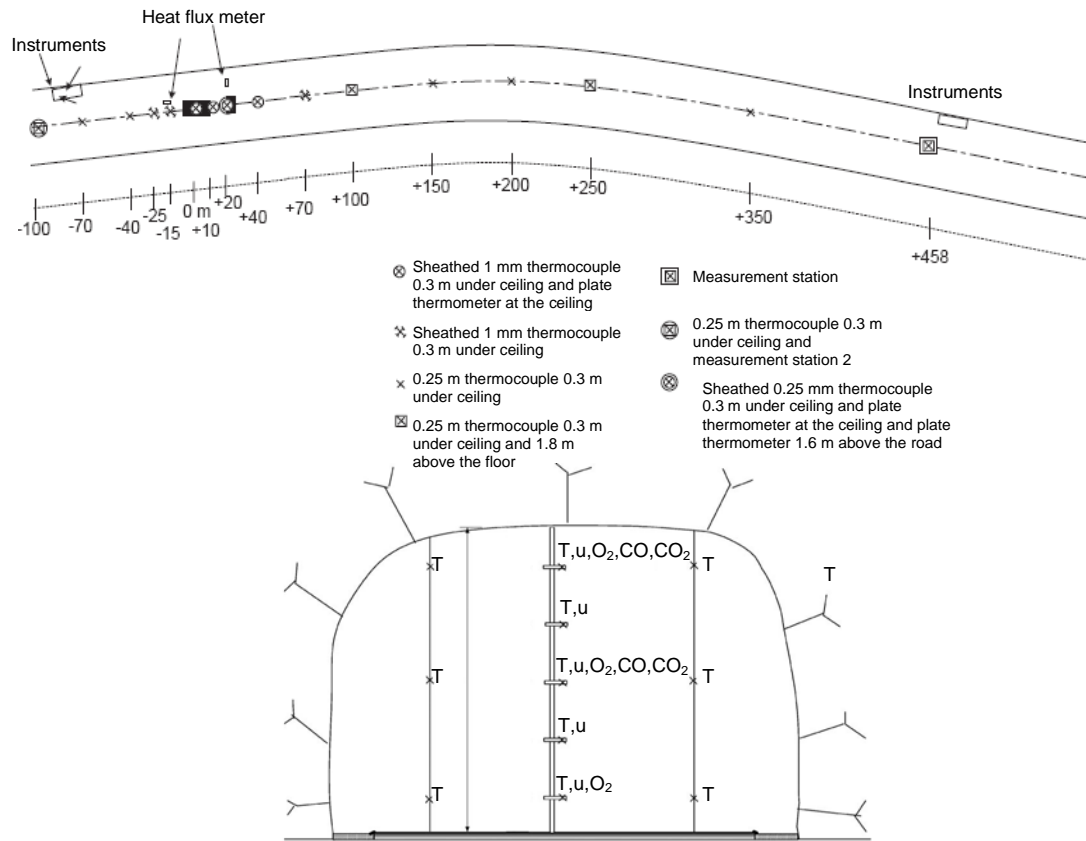 Heat flux meter
Instruments
Instruments
-100
-70
-40
-25
-15
0 m
+10
+20
+40
+70
+100
+150
+200
+250
+350
+458
Sheathed 1 mm thermocouple
0.3 m under ceiling and plate
thermometer at the ceiling
Sheathed 1 mm thermocouple
0.3 m under ceiling
0.25 m thermocouple 0.3 m
under ceiling
0.25 m thermocouple 0.3 m
under ceiling and 1.8 m
above the floor
Measurement station
0.25 m thermocouple 0.3 m
under ceiling and
measurement station 2
Sheathed 0.25 mm thermocouple
0.3 m under ceiling and plate
thermometer at the ceiling and plate
thermometer 1.6 m above the road
T
T,u,O₂,CO,CO₂
T
T
T,u
T
T,u,O₂,CO,CO₂
T
T,u
T
T,u,O₂
T